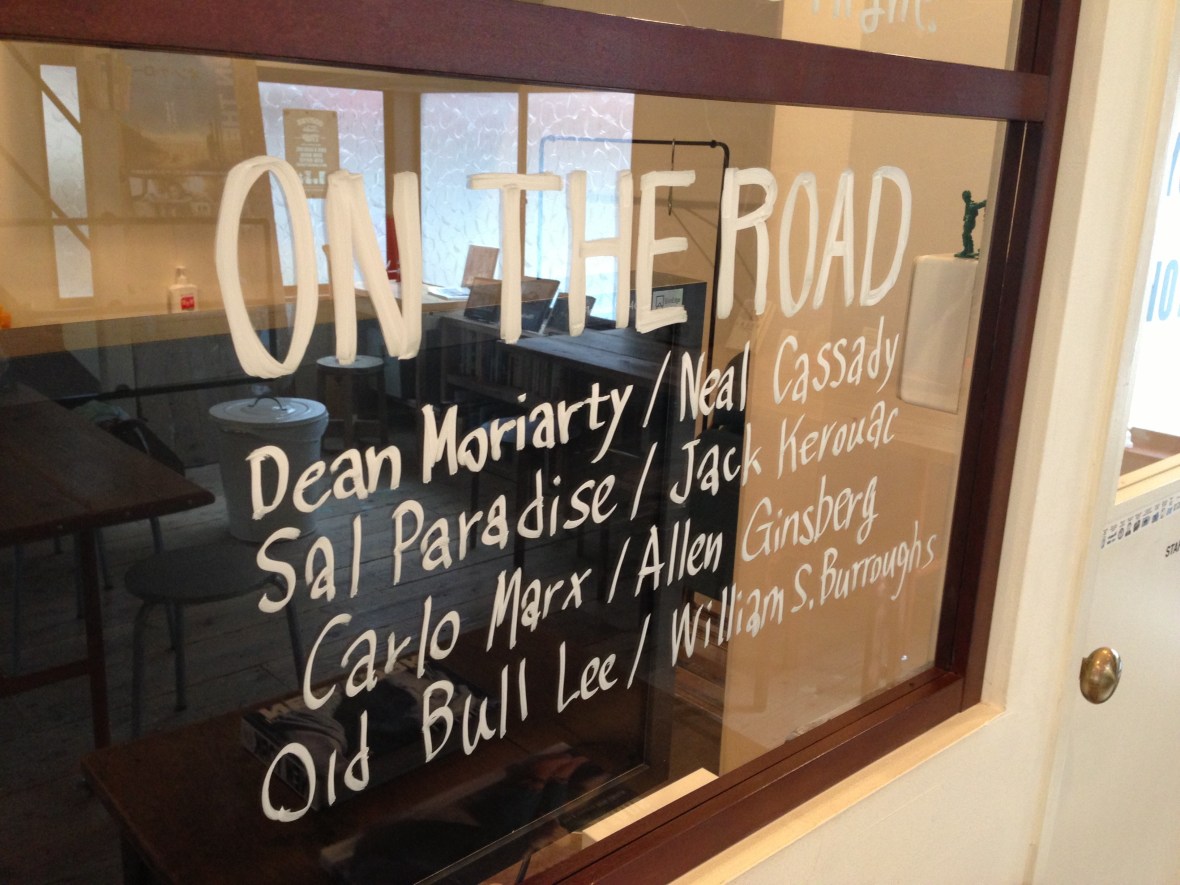 ON THE ROAD
Dean Moriarty / Neal Cassady
Sal Paradise / Jack Kerouac
Carlo Marx / Allen Ginsberg
Old Bull Lee / William S. Burroughs